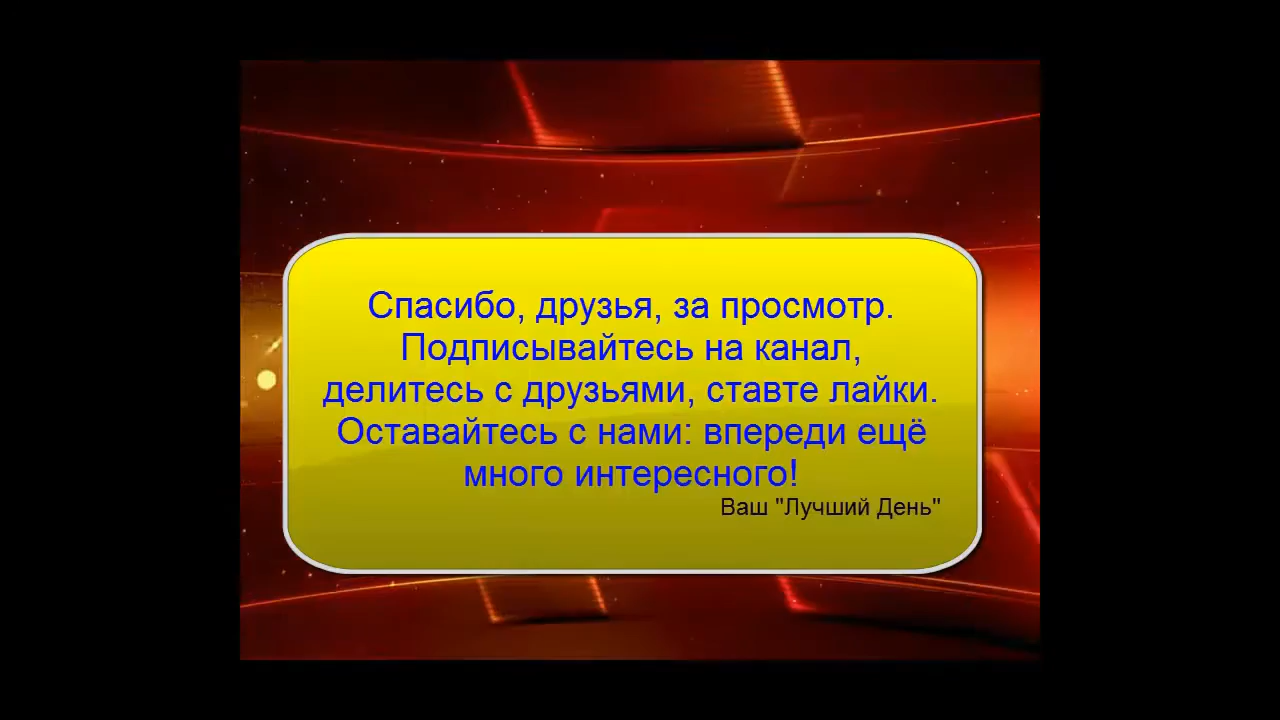 Спасибо, друзья, за просмотр.
Подписывайтесь на канал,
делитесь с друзьями, ставте лайки.
Оставайтесь с нами: впереди ещё
много интересного!
Ваш "Лучший День"